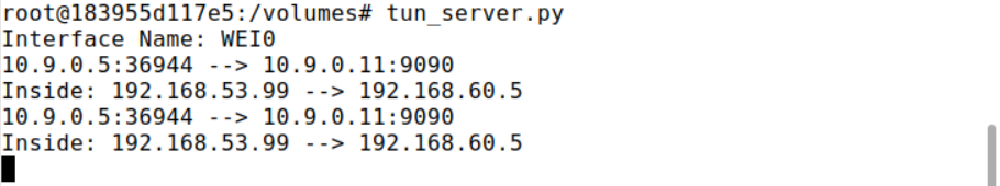 root@183955d117e5:/volumes# tun_server.py
Interface Name: WEI0
10.9.0.5:36944 --> 10.9.0.11:9090
Inside: 192.168.53.99 --> 192.168.60.5
10.9.0.5:36944 --> 10.9.0.11:9090
Inside: 192.168.53.99 --> 192.168.60.5